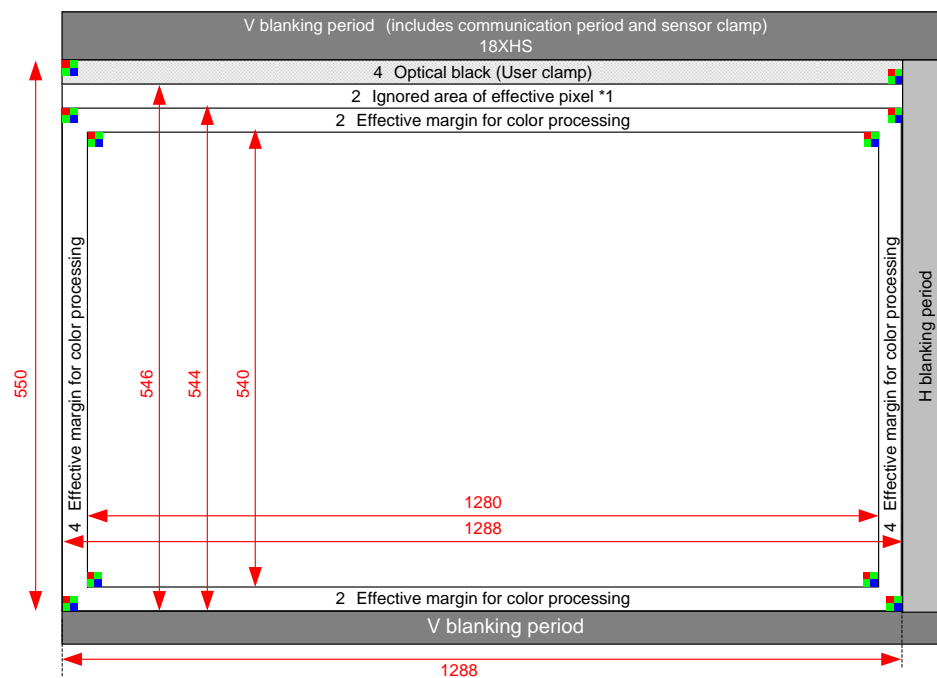 V blanking period (includes communication period and sensor clamp)
18XHS
4 Optical black (User clamp)
2 Ignored area of effective pixel *1
2 Effective margin for color processing
4 Effective margin for color processing
4 Effective margin for color processing
H blanking period
550
546
544
540
1280
1288
2 Effective margin for color processing
V blanking period
1288